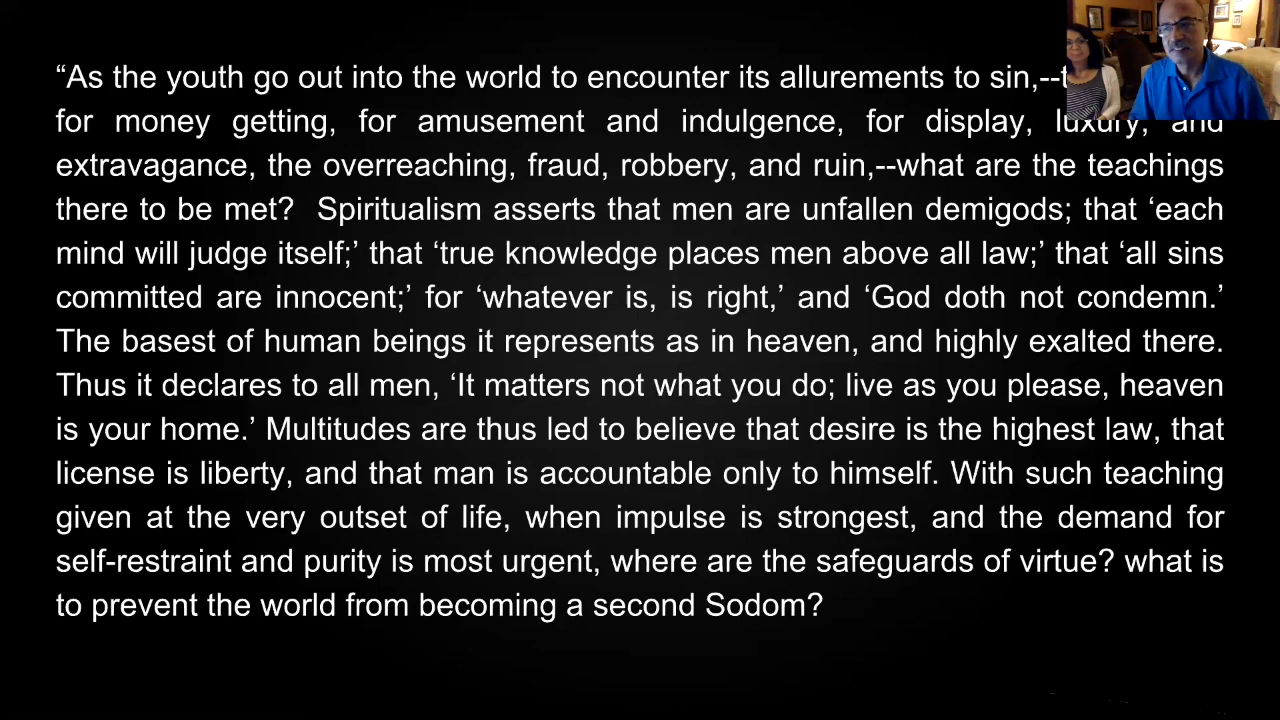 “As the youth go out into the world to encounter its allurements to sin,--
for money getting, for amusement and indulgence, for display, luxury, and
extravagance, the overreaching, fraud, robbery, and ruin,--what are the teachings
there to be met?  Spiritualism asserts that men are unfallen demigods; that ‘each
mind will judge itself;’ that ‘true knowledge places men above all law;’ that ‘all sins
committed are innocent;’ for ‘whatever is, is right,’ and ‘God doth not condemn.’
The basest of human beings it represents as in heaven, and highly exalted there.
Thus it declares to all men, ‘It matters not what you do; live as you please, heaven
is your home.’ Multitudes are thus led to believe that desire is the highest law, that
license is liberty, and that man is accountable only to himself. With such teaching
given at the very outset of life, when impulse is strongest, and the demand for
self-restraint and purity is most urgent, where are the safeguards of virtue? what is
to prevent the world from becoming a second Sodom?